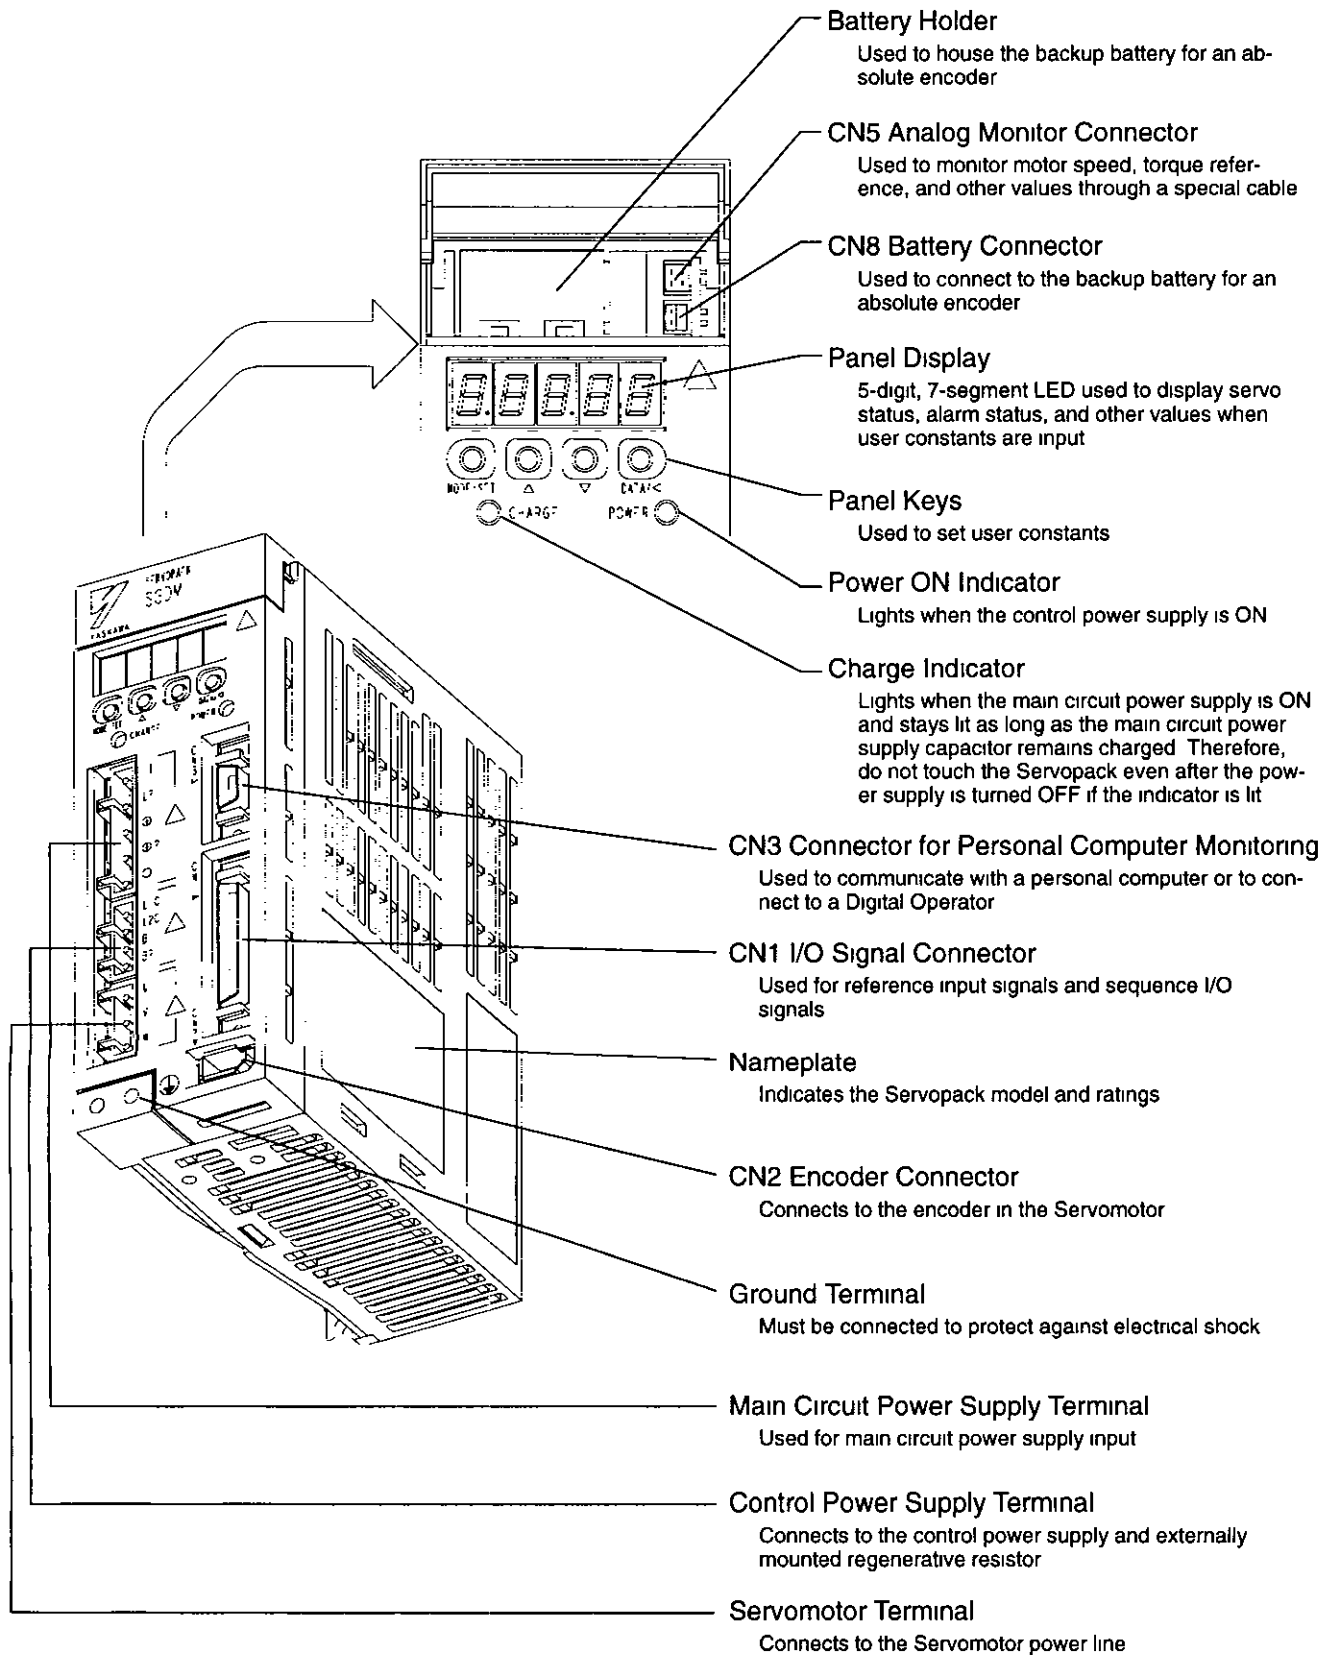 Battery Holder
Used to house the backup battery for an ab-
solute encoder
CN5 Analog Monitor Connector
Used to monitor motor speed, torque refer-
ence, and other values through a special cable
CN8 Battery Connector
Used to connect to the backup battery for an
absolute encoder
Panel Display
5-digit, 7-segment LED used to display servo
status, alarm status, and other values when
user constants are input
Panel Keys
Used to set user constants
Power ON Indicator
Lights when the control power supply is ON
Charge Indicator
Lights when the main circuit power supply is ON
and stays lit as long as the main circuit power
supply capacitor remains charged Therefore,
do not touch the Servopack even after the pow-
er supply is turned OFF if the indicator is lit
CN3 Connector for Personal Computer Monitoring
Used to communicate with a personal computer or to con-
nect to a Digital Operator
CN1 I/O Signal Connector
Used for reference input signals and sequence I/O
signals
Nameplate
Indicates the Servopack model and ratings
CN2 Encoder Connector
Connects to the encoder in the Servomotor
Ground Terminal
Must be connected to protect against electrical shock
Main Circuit Power Supply Terminal
Used for main circuit power supply input
Control Power Supply Terminal
Connects to the control power supply and externally
mounted regenerative resistor
Servomotor Terminal
Connects to the Servomotor power line
MODE/SET
DATA/<
CHARGE
POWER
SERVOPACK
SGDM
YASKAWA
CHARGE
POWER